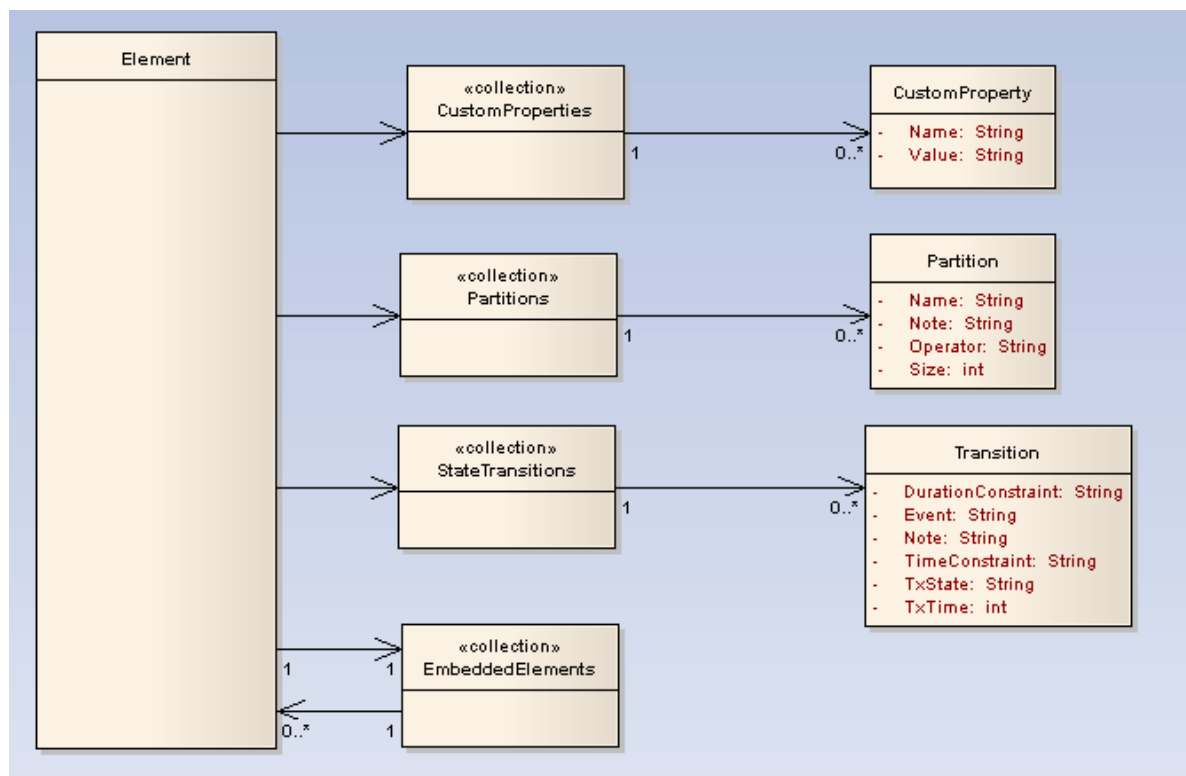 Element
«collection»
CustomProperties
1
0..*
CustomProperty
- Name: String
- Value: String
«collection»
Partitions
1
0..*
Partition
- Name: String
- Note: String
- Operator: String
- Size: int
«collection»
StateTransitions
1
0..*
Transition
- DurationConstraint: String
- Event: String
- Note: String
- TimeConstraint: String
- TxState: String
- TxTime: int
1
1
«collection»
EmbeddedElements
0..*
1